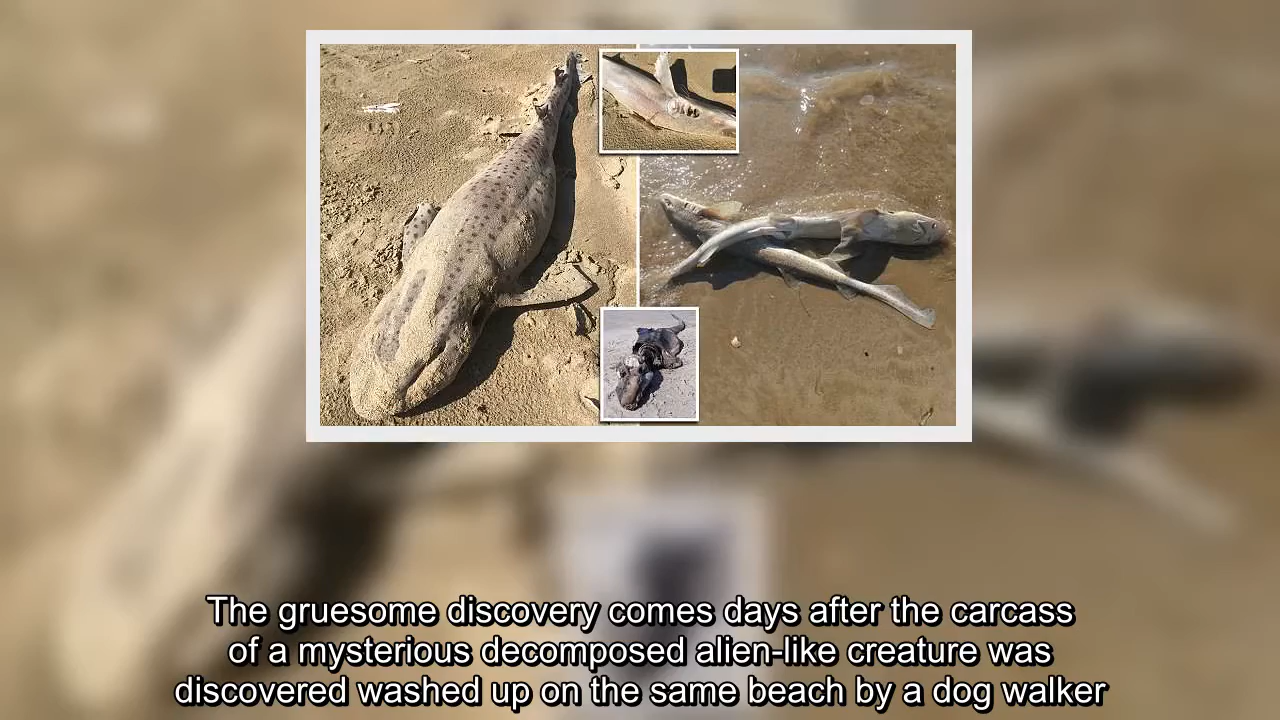 The gruesome discovery comes days after the carcass
of a mysterious decomposed alien-like creature was
discovered washed up on the same beach by a dog walker